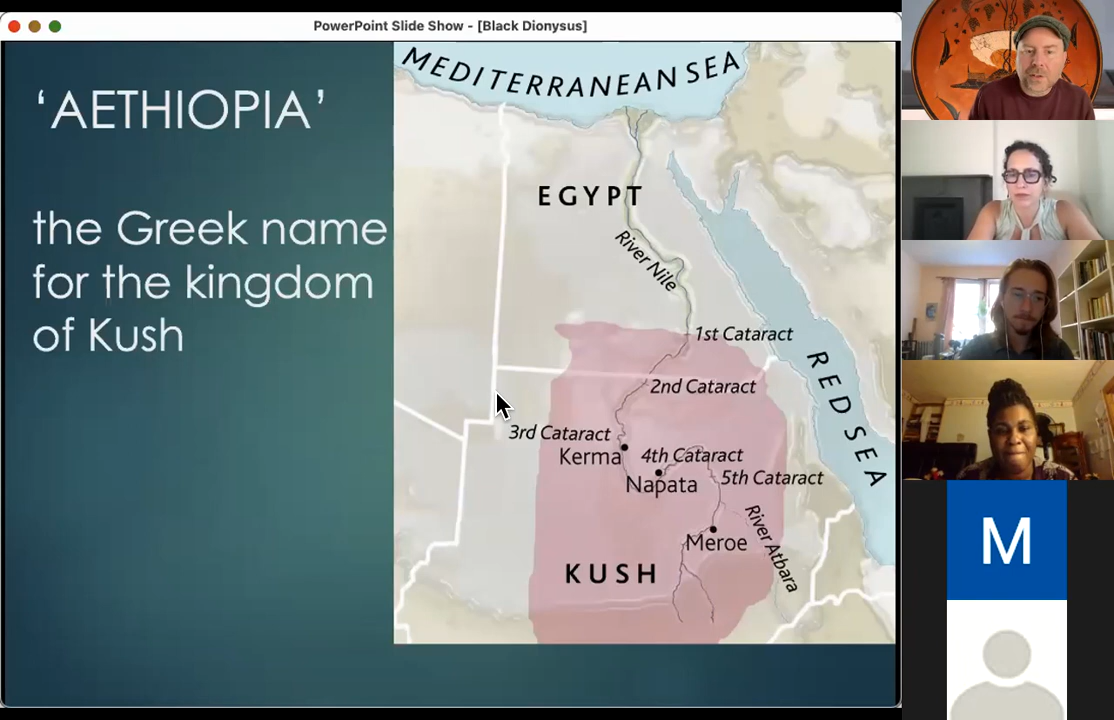 PowerPoint Slide Show - [Black Dionysus]
‘AETHIOPIA’
the Greek name
for the kingdom
of Kush
MEDITERRANEAN SEA
EGYPT
River Nile
1st Cataract
2nd Cataract
RED SEA
3rd Cataract
Kerma
4th Cataract
5th Cataract
Napata
River Atbara
Meroe
KUSH
M